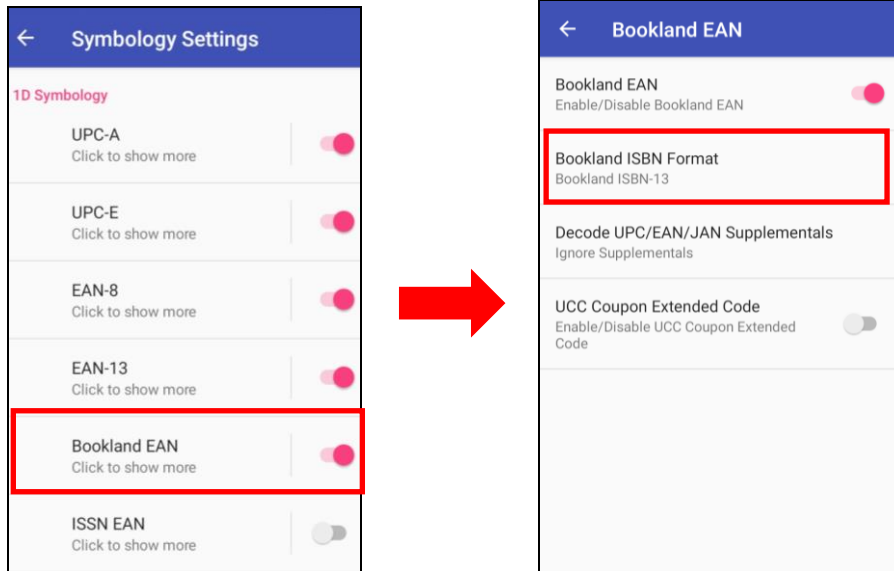 Symbology Settings
1D Symbology
UPC-A
Click to show more
UPC-E
Click to show more
EAN-8
Click to show more
EAN-13
Click to show more
Bookland EAN
Click to show more
ISSN EAN
Click to show more
Bookland EAN
Bookland EAN
Enable/Disable Bookland EAN
Bookland ISBN Format
Bookland ISBN-13
Decode UPC/EAN/JAN Supplementals
Ignore Supplementals
UCC Coupon Extended Code
Enable/Disable UCC Coupon Extended
Code